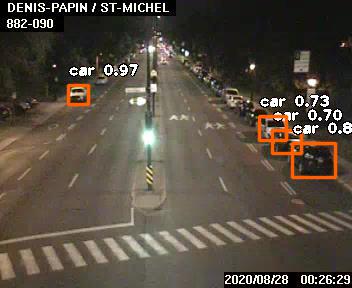 DENIS-PAPIN / ST-MICHEL
882-090
car 0.97
car 0.73
car 0.70
car 0.8
2020/08/28 00:26:29